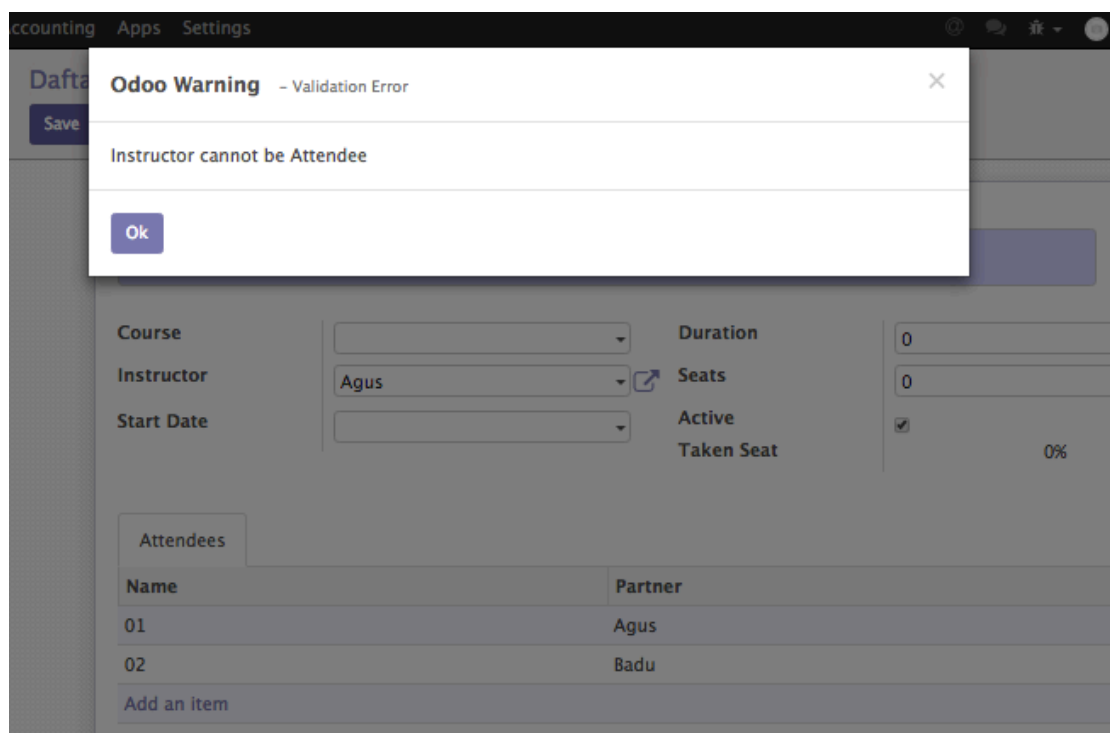 Accounting Apps Settings
Dafta
Save
Odoo Warning – Validation Error
×
Instructor cannot be Attendee
Ok
Course
Duration 0
Instructor Agus
Seats 0
Start Date
Active
Taken Seat 0%
Attendees
Name Partner
01 Agus
02 Badu
Add an item